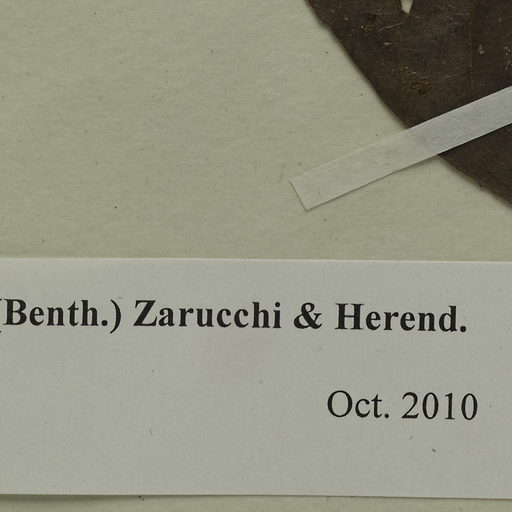 (Benth.) Zarucchi & Herend.
Oct. 2010